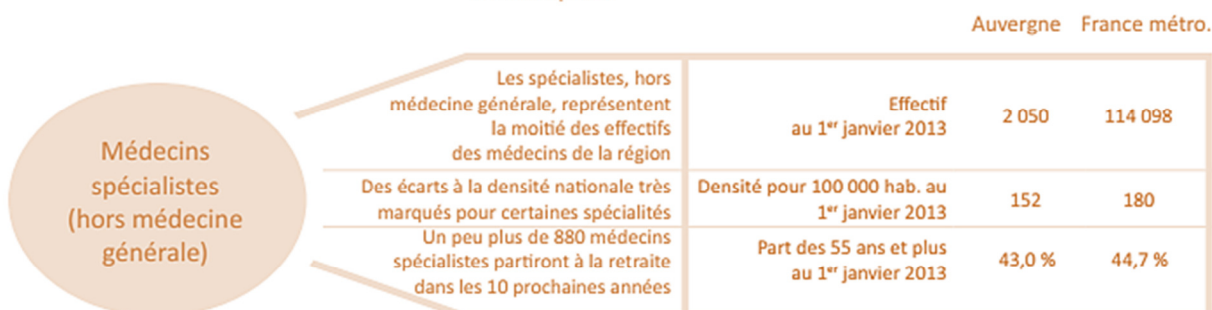 Auvergne France métro.
Médecins
spécialistes
(hors médecine
générale)
Les spécialistes, hors
médecine générale, représentent
la moitié des effectifs
des médecins de la région
Effectif
au 1er janvier 2013
2 050 114 098
Des écarts à la densité nationale très
marqués pour certaines spécialités
Densité pour 100 000 hab. au
1er janvier 2013
152 180
Un peu plus de 880 médecins
spécialistes partiront à la retraite
dans les 10 prochaines années
Part des 55 ans et plus
au 1er janvier 2013
43,0 % 44,7 %